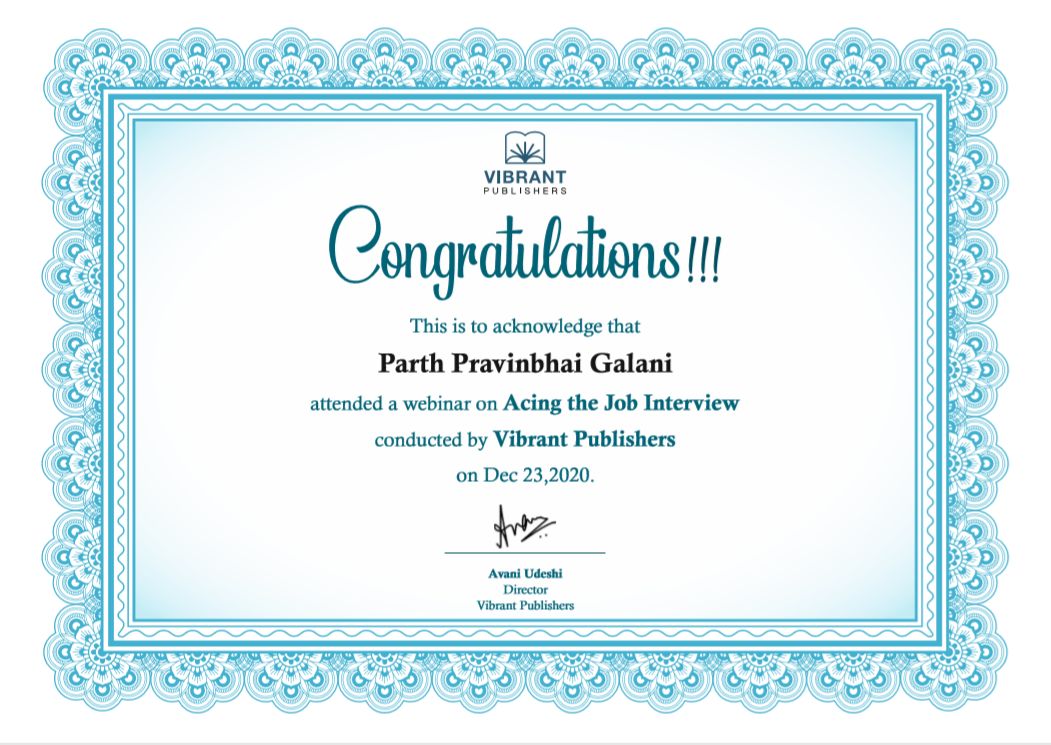 VIBRANT
PUBLISHERS
Congratulations!!!
This is to acknowledge that
Parth Pravinbhai Galani
attended a webinar on Acing the Job Interview
conducted by Vibrant Publishers
on Dec 23,2020.
Avani Udeshi
Director
Vibrant Publishers